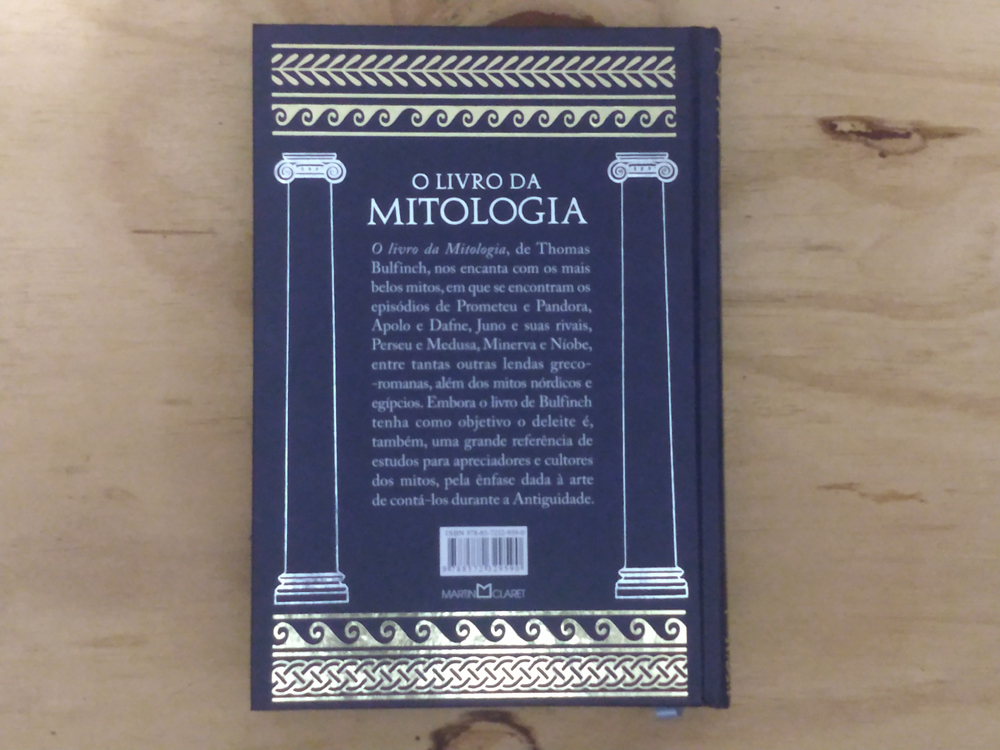 O LIVRO DA
MITOLOGIA
O livro da Mitologia, de Thomas
Bulfinch, nos encanta com os mais
belos mitos, em que se encontram os
episódios de Prometeu e Pandora,
Apolo e Dafne, Juno e suas rivais,
Perseu e Medusa, Minerva e Níobe,
entre tantas outras lendas greco-
-romanas, além dos mitos nórdicos e
egípcios. Embora o livro de Bulfinch
tenha como objetivo o deleite é,
também, uma grande referência de
estudos para apreciadores e cultores
dos mitos, pela ênfase dada à arte
de contá-los durante a Antiguidade.
MARTIN CLARET